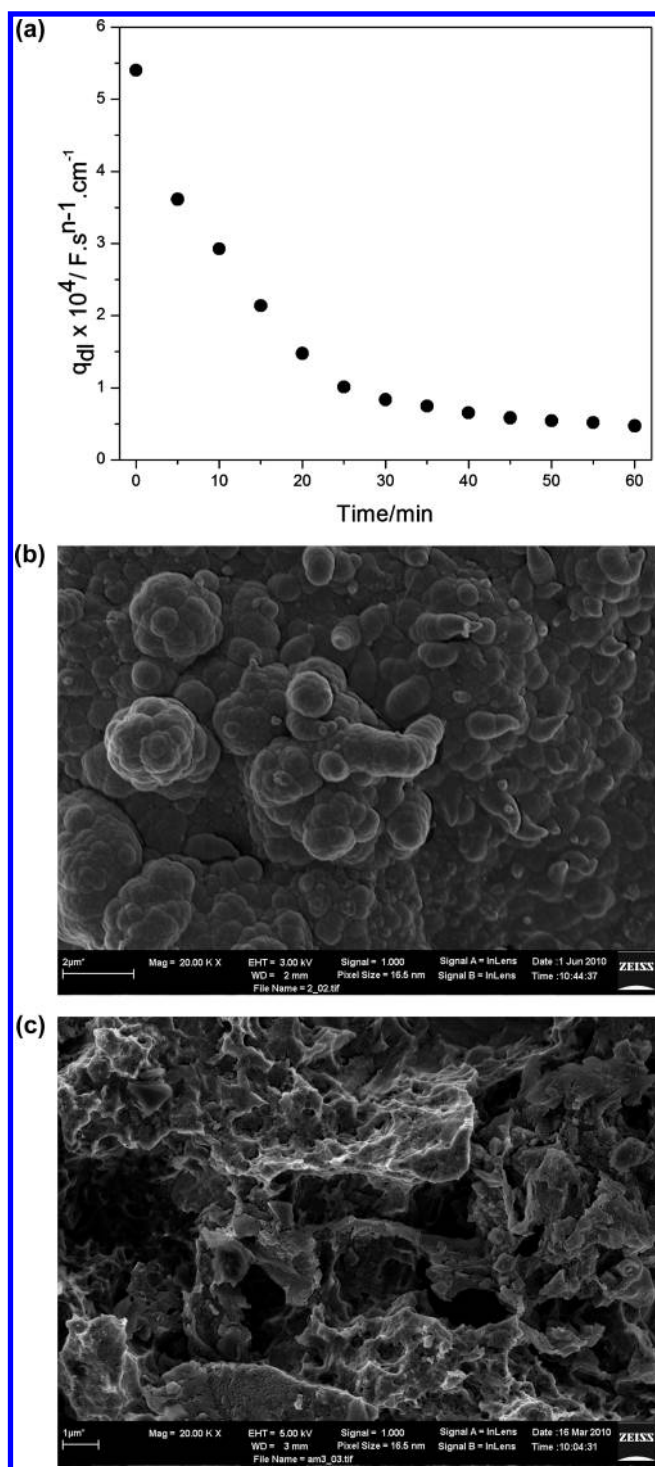 (a)
6
5
4
3
2
1
0
q_dl x 10^4/ F.s^n-1.cm^-1
0 10 20 30 40 50 60
Time/min
(b)
2µm*
Mag = 20.00 K X
EHT = 3.00 kV
WD = 2 mm
Signal = 1.000
Pixel Size = 16.5 nm
File Name = 2_02.tif
Signal A = InLens
Signal B = InLens
Date :1 Jun 2010
Time :10:44:37
ZEISS
(c)
1µm*
Mag = 20.00 K X
EHT = 5.00 kV
WD = 3 mm
Signal = 1.000
Pixel Size = 16.5 nm
File Name = am3_03.tif
Signal A = InLens
Signal B = InLens
Date :16 Mar 2010
Time :10:04:31
ZEISS